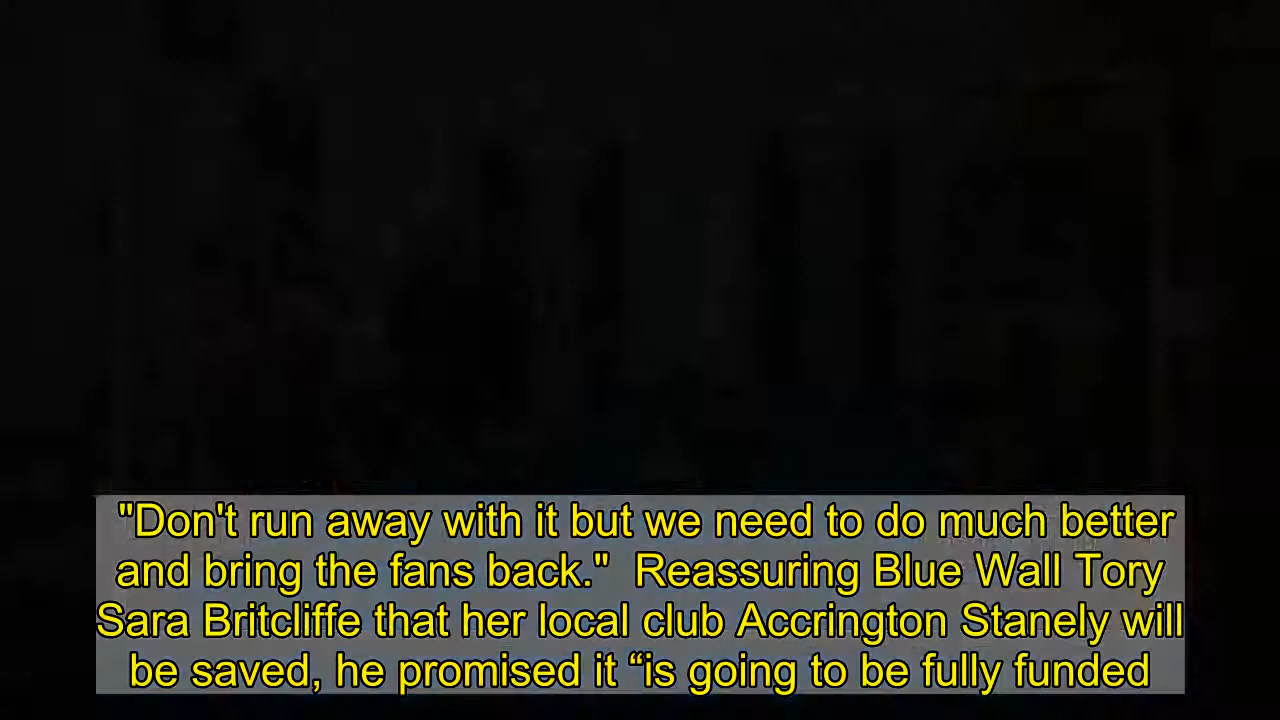 "Don't run away with it but we need to do much better
and bring the fans back."  Reassuring Blue Wall Tory
Sara Britcliffe that her local club Accrington Stanely will
be saved, he promised it “is going to be fully funded